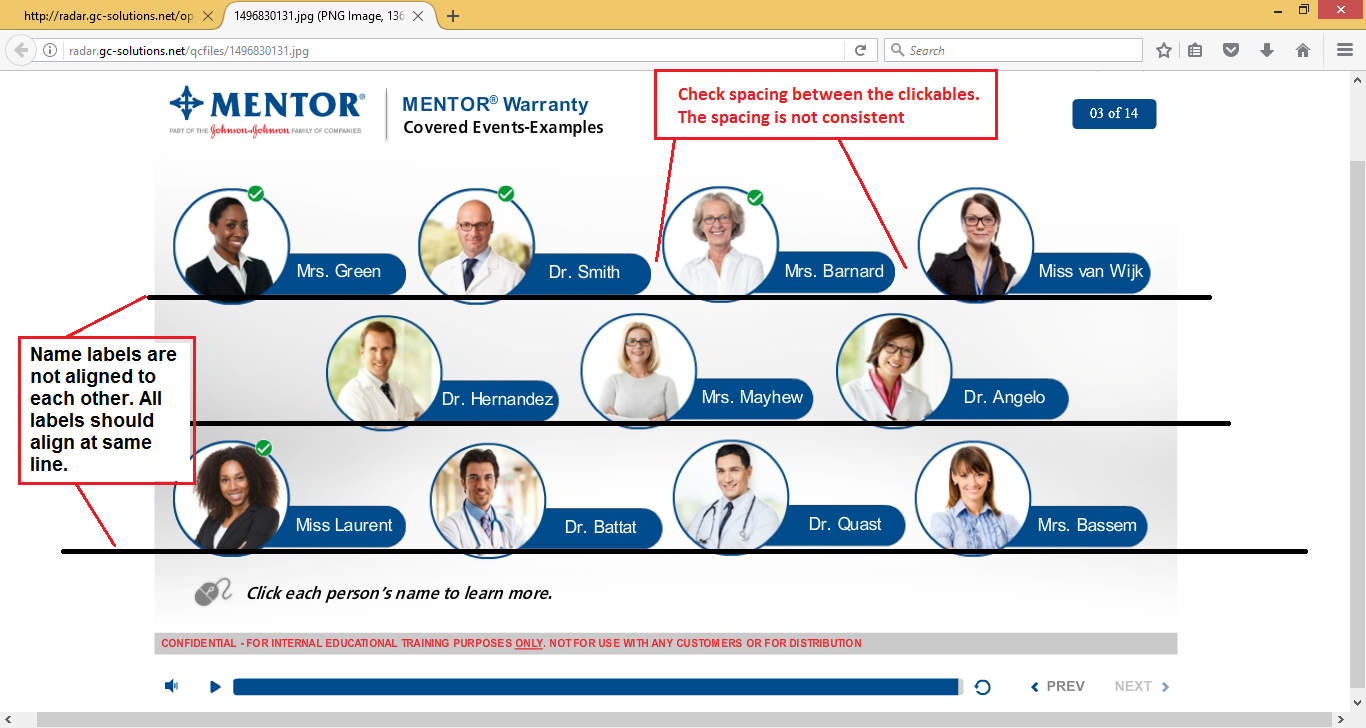 http://radar.gc-solutions.net/op
1496830131.jpg (PNG Image, 136
radar.gc-solutions.net/qcfiles/1496830131.jpg
Search
MENTOR®
PART OF THE Johnson & Johnson FAMILY OF COMPANIES
MENTOR® Warranty
Covered Events-Examples
Check spacing between the clickables.
The spacing is not consistent
03 of 14
Mrs. Green
Dr. Smith
Mrs. Barnard
Miss van Wijk
Name labels are
not aligned to
each other. All
labels should
align at same
line.
Dr. Hernandez
Mrs. Mayhew
Dr. Angelo
Miss Laurent
Dr. Battat
Dr. Quast
Mrs. Bassem
Click each person's name to learn more.
CONFIDENTIAL - FOR INTERNAL EDUCATIONAL TRAINING PURPOSES ONLY. NOT FOR USE WITH ANY CUSTOMERS OR FOR DISTRIBUTION
PREV
NEXT